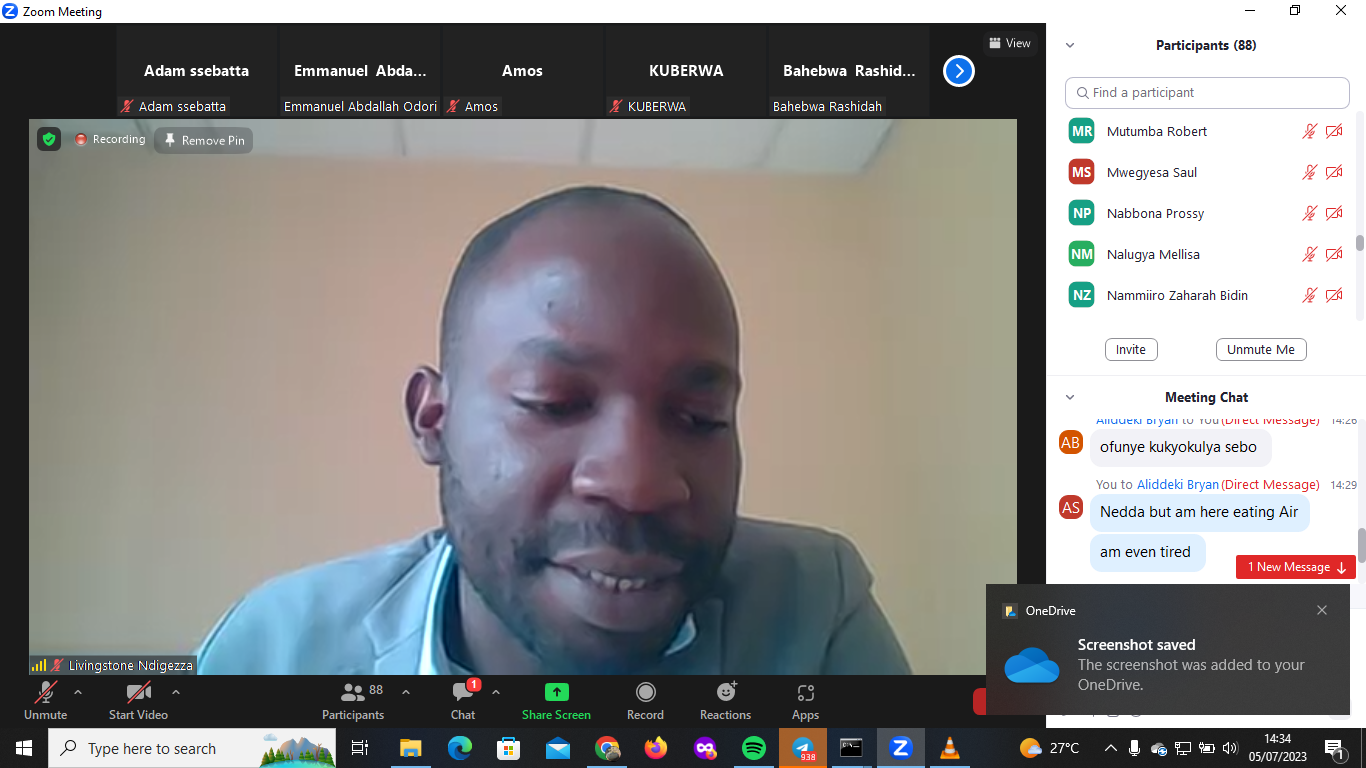 Zoom Meeting
Adam ssebatta
Emmanuel Abda...
Amos
KUBERWA
Bahebwa Rashid...
View
Adam ssebatta
Emmanuel Abdallah Odori
Amos
KUBERWA
Bahebwa Rashidah
Recording
Remove Pin
Livingstone Ndigezza
Participants (88)
Find a participant
MR Mutumba Robert
MS Mwegyesa Saul
NP Nabbona Prossy
NM Nalugya Mellisa
NZ Nammiiro Zaharah Bidin
Invite
Unmute Me
Meeting Chat
Aliddeki Bryan to You (Direct Message) 14:26
AB ofunye kukyokulya sebo
You to Aliddeki Bryan (Direct Message) 14:29
AS Nedda but am here eating Air
am even tired
1 New Message
OneDrive
Screenshot saved
The screenshot was added to your
OneDrive.
Unmute
Start Video
88
Participants
1
Chat
Share Screen
Record
Reactions
Apps
Type here to search
938
27°C
14:34
05/07/2023
1